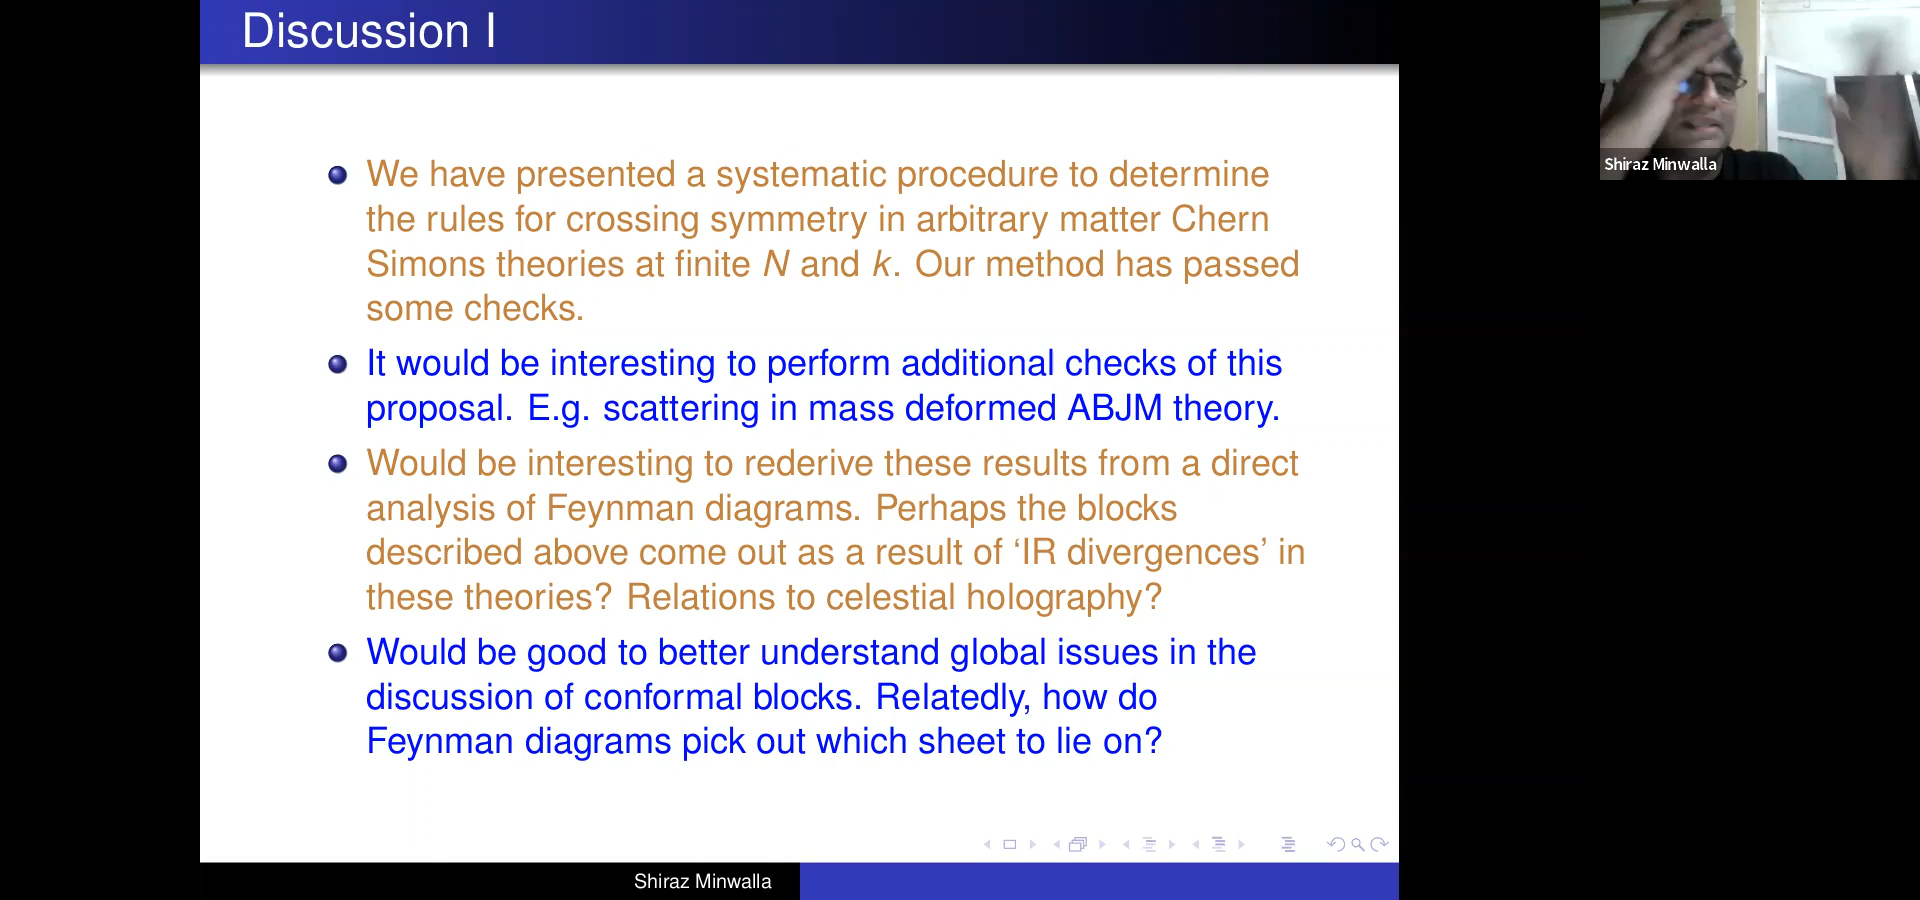 Discussion I
We have presented a systematic procedure to determine
the rules for crossing symmetry in arbitrary matter Chern
Simons theories at finite N and k. Our method has passed
some checks.
It would be interesting to perform additional checks of this
proposal. E.g. scattering in mass deformed ABJM theory.
Would be interesting to rederive these results from a direct
analysis of Feynman diagrams. Perhaps the blocks
described above come out as a result of ‘IR divergences’ in
these theories? Relations to celestial holography?
Would be good to better understand global issues in the
discussion of conformal blocks. Relatedly, how do
Feynman diagrams pick out which sheet to lie on?
Shiraz Minwalla
Shiraz Minwalla